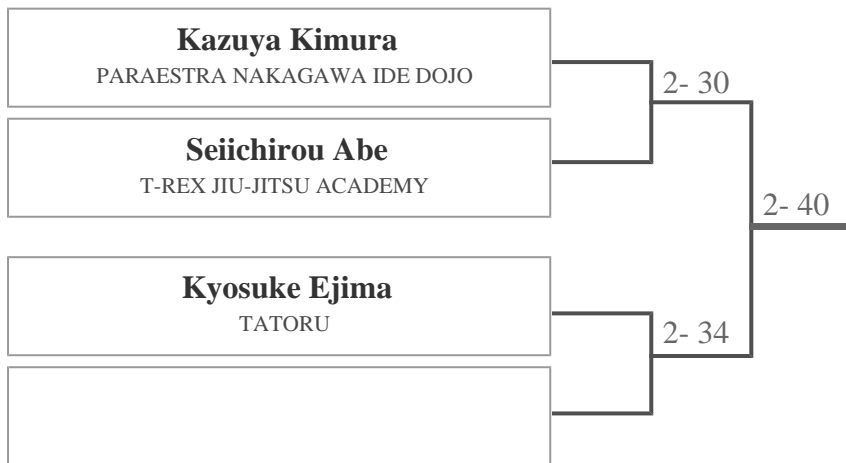 Kazuya Kimura
PARAESTRA NAKAGAWA IDE DOJO
2- 30
Seiichirou Abe
T-REX JIU-JITSU ACADEMY
2- 40
Kyosuke Ejima
TATORU
2- 34